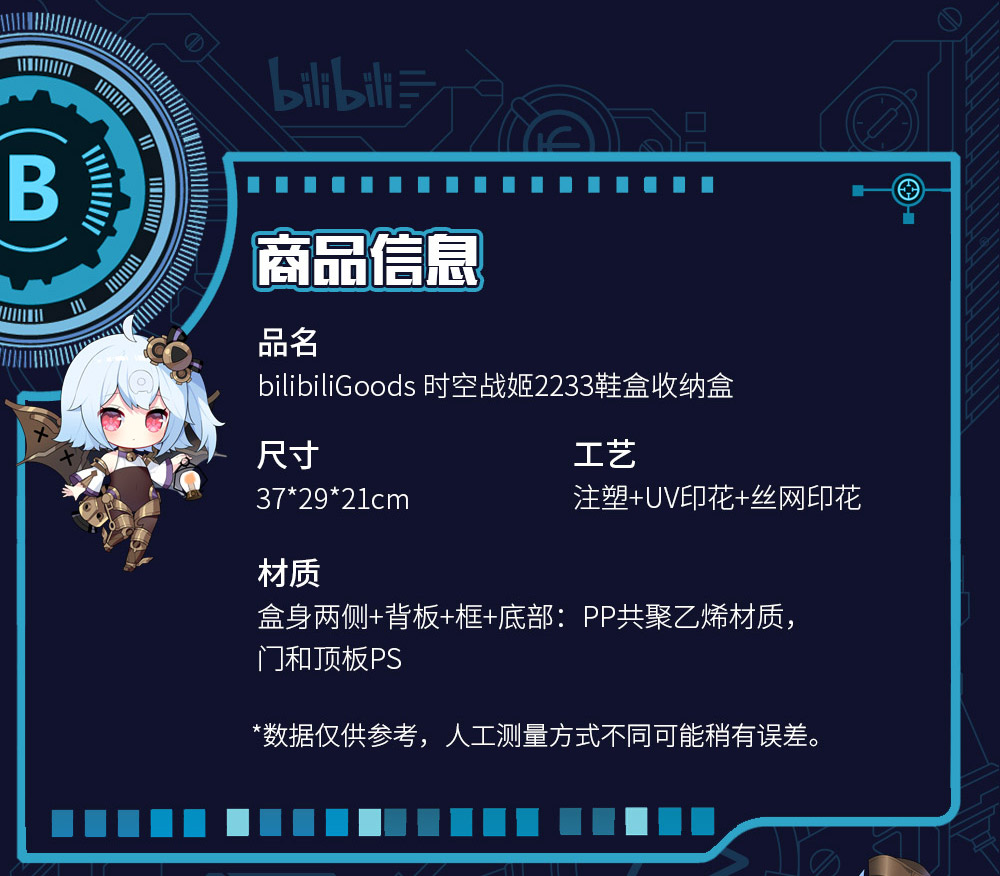 bilibili
B
商品信息
品名
bilibiliGoods 时空战姬2233鞋盒收纳盒
尺寸
37*29*21cm
工艺
注塑+UV印花+丝网印花
材质
盒身两侧+背板+框+底部：PP共聚乙烯材质，
门和顶板PS
*数据仅供参考，人工测量方式不同可能稍有误差。